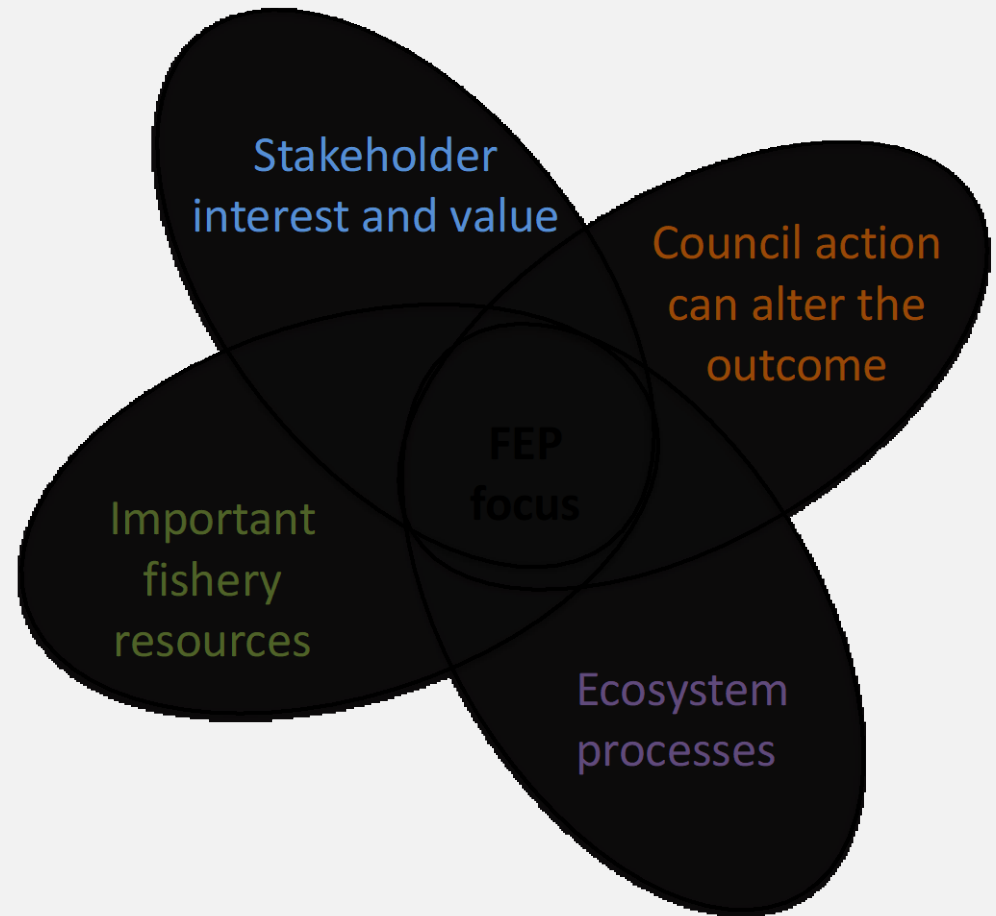 Stakeholder
interest and value
Council action
can alter the
outcome
FEP
focus
Important
fishery
resources
Ecosystem
processes